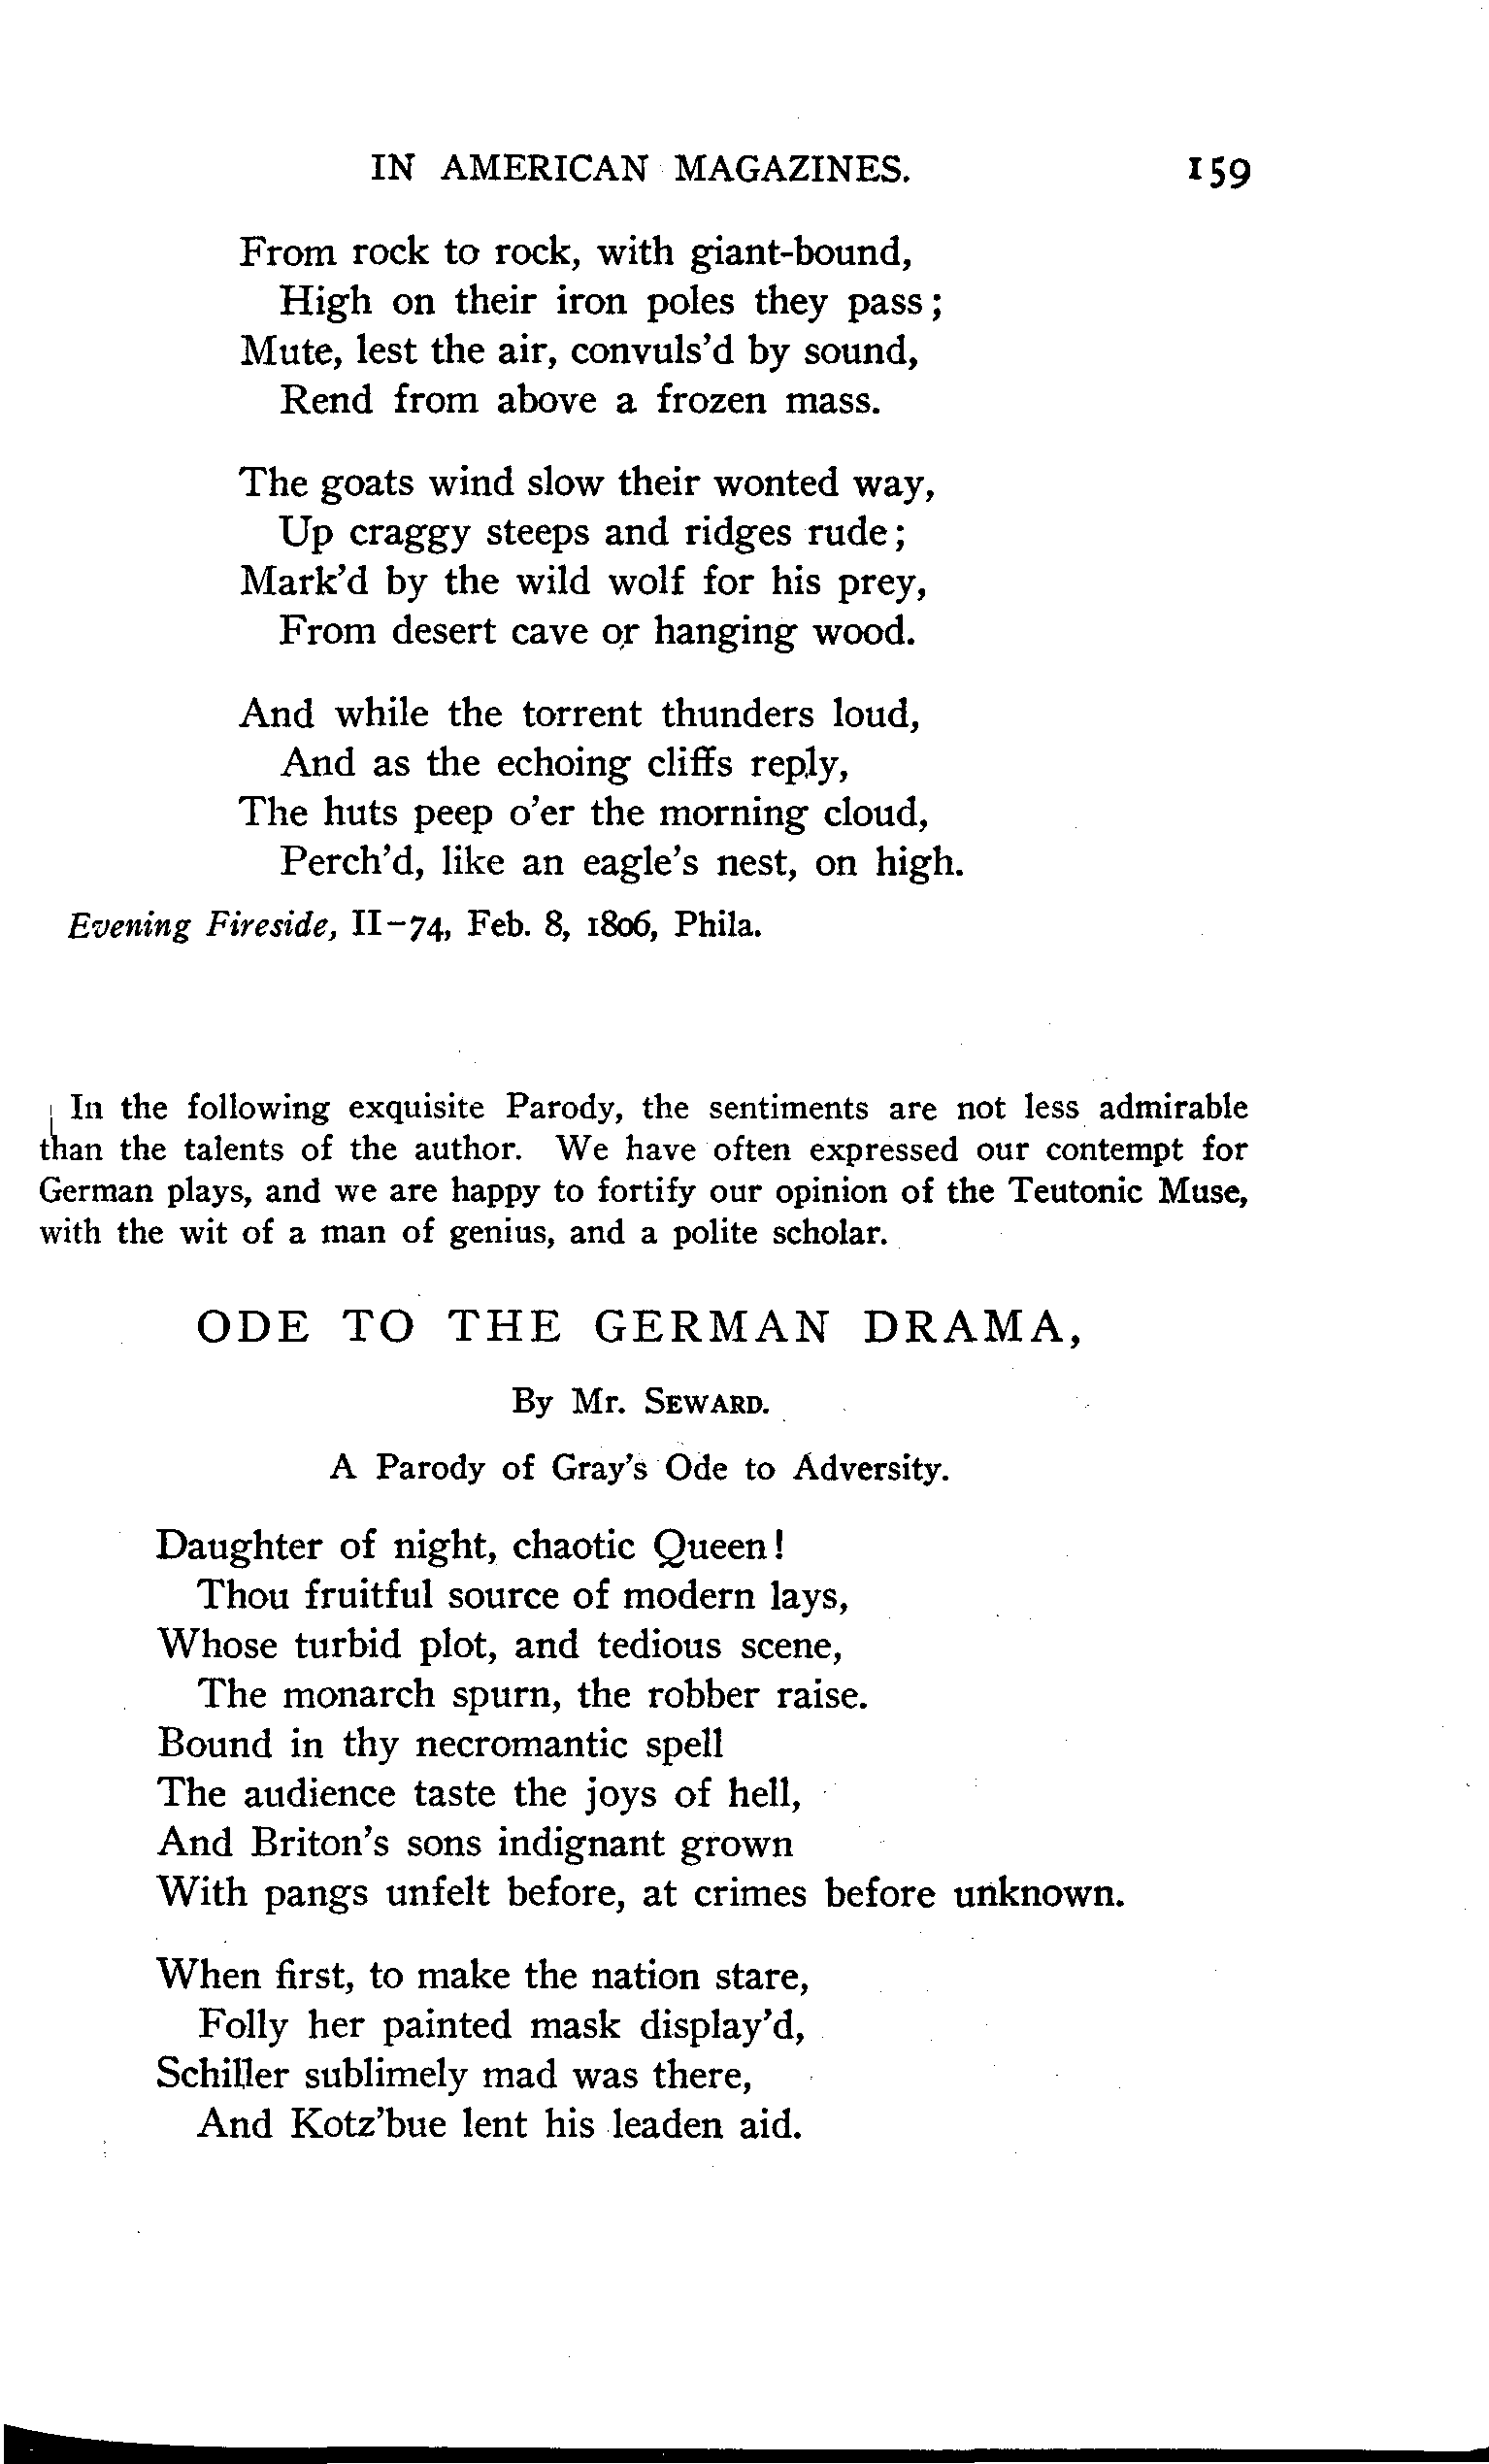 IN AMERICAN MAGAZINES. 159
From rock to rock, with giant-bound,
High on their iron poles they pass;
Mute, lest the air, convuls'd by sound,
Rend from above a frozen mass.
The goats wind slow their wonted way,
Up craggy steeps and ridges rude;
Mark'd by the wild wolf for his prey,
From desert cave or hanging wood.
And while the torrent thunders loud,
And as the echoing cliffs reply,
The huts peep o'er the morning cloud,
Perch'd, like an eagle's nest, on high.
Evening Fireside, II-74, Feb. 8, 1806, Phila.
In the following exquisite Parody, the sentiments are not less admirable
than the talents of the author. We have often expressed our contempt for
German plays, and we are happy to fortify our opinion of the Teutonic Muse,
with the wit of a man of genius, and a polite scholar.
ODE TO THE GERMAN DRAMA,
By Mr. SEWARD.
A Parody of Gray's Ode to Adversity.
Daughter of night, chaotic Queen!
Thou fruitful source of modern lays,
Whose turbid plot, and tedious scene,
The monarch spurn, the robber raise.
Bound in thy necromantic spell
The audience taste the joys of hell,
And Briton's sons indignant grown
With pangs unfelt before, at crimes before unknown.
When first, to make the nation stare,
Folly her painted mask display'd,
Schiller sublimely mad was there,
And Kotz'bue lent his leaden aid.